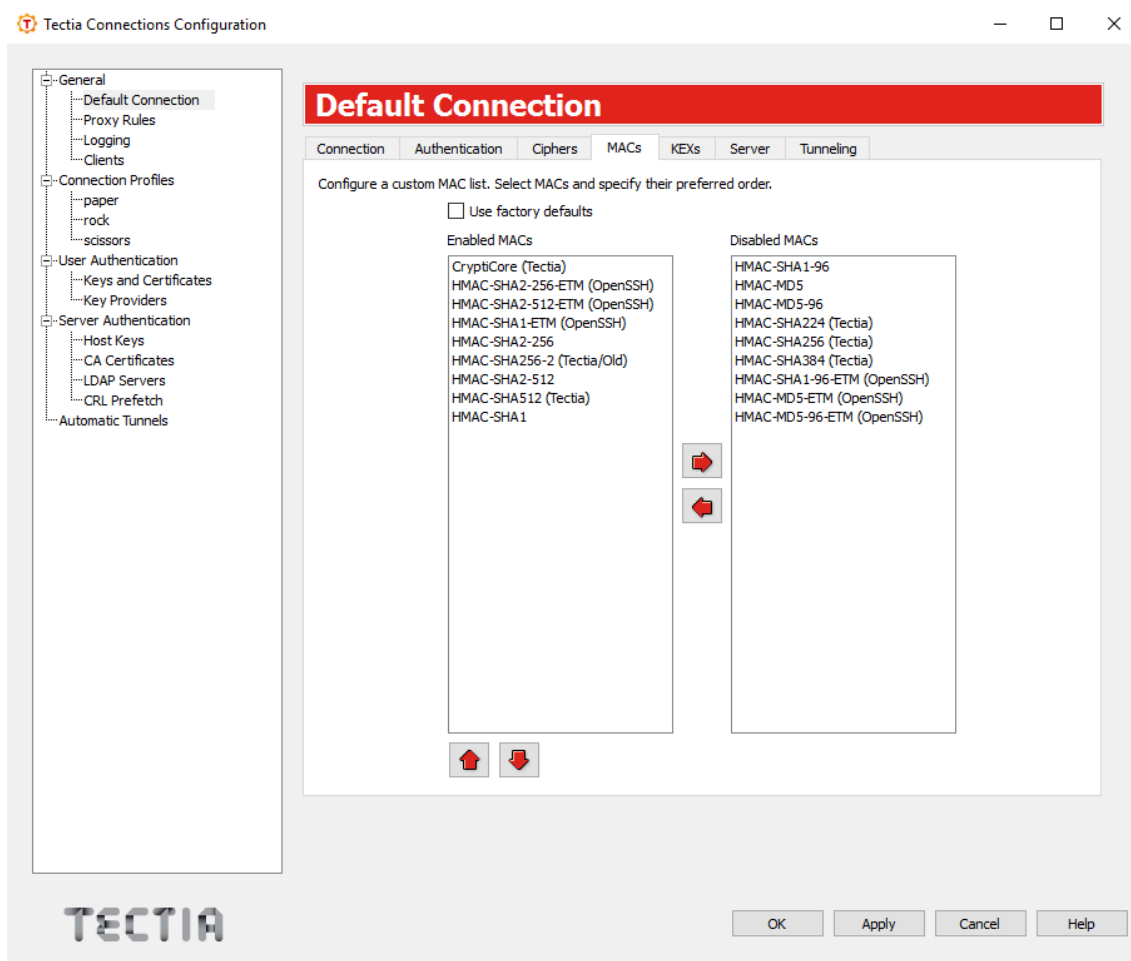 Tectia Connections Configuration
General
Default Connection
Proxy Rules
Logging
Clients
Connection Profiles
paper
rock
scissors
User Authentication
Keys and Certificates
Key Providers
Server Authentication
Host Keys
CA Certificates
LDAP Servers
CRL Prefetch
Automatic Tunnels
Default Connection
Connection Authentication Ciphers MACs KEXs Server Tunneling
Configure a custom MAC list. Select MACs and specify their preferred order.
Use factory defaults
Enabled MACs
CryptiCore (Tectia)
HMAC-SHA2-256-ETM (OpenSSH)
HMAC-SHA2-512-ETM (OpenSSH)
HMAC-SHA1-ETM (OpenSSH)
HMAC-SHA2-256
HMAC-SHA256-2 (Tectia/Old)
HMAC-SHA2-512
HMAC-SHA512 (Tectia)
HMAC-SHA1
Disabled MACs
HMAC-SHA1-96
HMAC-MD5
HMAC-MD5-96
HMAC-SHA224 (Tectia)
HMAC-SHA256 (Tectia)
HMAC-SHA384 (Tectia)
HMAC-SHA1-96-ETM (OpenSSH)
HMAC-MD5-ETM (OpenSSH)
HMAC-MD5-96-ETM (OpenSSH)
TECTIA
OK Apply Cancel Help